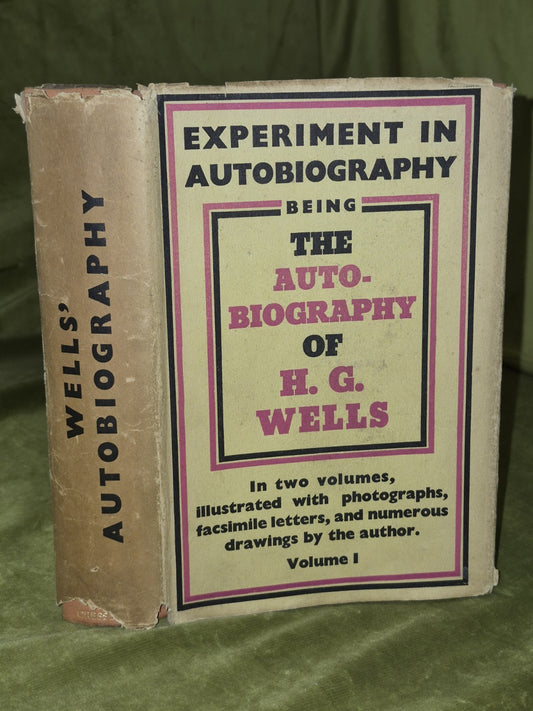 WELLS'
AUTOBIOGRAPHY
EXPERIMENT IN
AUTOBIOGRAPHY
BEING
THE
AUTO-
BIOGRAPHY
OF
H. G.
WELLS
In two volumes,
illustrated with photographs,
facsimile letters, and numerous
drawings by the author.
Volume I